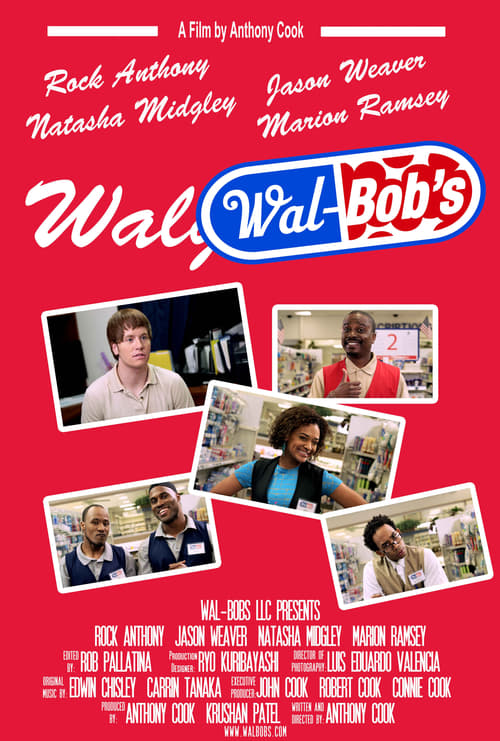 A Film by Anthony Cook
Rock Anthony
Jason Weaver
Natasha Midgley
Marion Ramsey
Wal-Bob's
2
WAL-BOBS LLC PRESENTS
ROCK ANTHONY JASON WEAVER NATASHA MIDGLEY MARION RAMSEY
EDITED BY: ROB PALLATINA PRODUCTION DESIGNER: RYO KURIBAYASHI DIRECTOR OF PHOTOGRAPHY: LUIS EDUARDO VALENCIA
ORIGINAL MUSIC BY: EDWIN CHISLEY CARRIN TANAKA EXECUTIVE PRODUCER: JOHN COOK ROBERT COOK CONNIE COOK
PRODUCED BY: ANTHONY COOK KRUSHAN PATEL WRITTEN AND DIRECTED BY: ANTHONY COOK
WWW.WALBOBS.COM